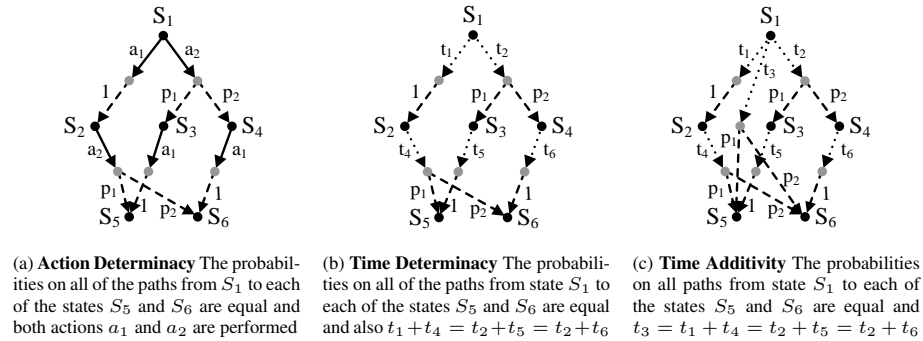 S1
a1 a2
1 p1 p2
S2 S3 S4
a2 a1 a1
p1 1 p2 1
S5 S6
(a) Action Determinacy The probabil-
ities on all of the paths from S1 to each
of the states S5 and S6 are equal and
both actions a1 and a2 are performed
S1
t1 t2
1 p1 p2
S2 S3 S4
t4 t5 t6
p1 1 p2 1
S5 S6
(b) Time Determinacy The probabili-
ties on all of the paths from state S1 to
each of the states S5 and S6 are equal
and also t1+t4 = t2+t5 = t2+t6
S1
t1 t2
t3
1 p1 p2
S2 S3 S4
t4 p1 t5 t6
p1 1 p2 p2 1
S5 S6
(c) Time Additivity The probabilities
on all paths from state S1 to each of
the states S5 and S6 are equal and
t3 = t1 + t4 = t2 + t5 = t2 + t6